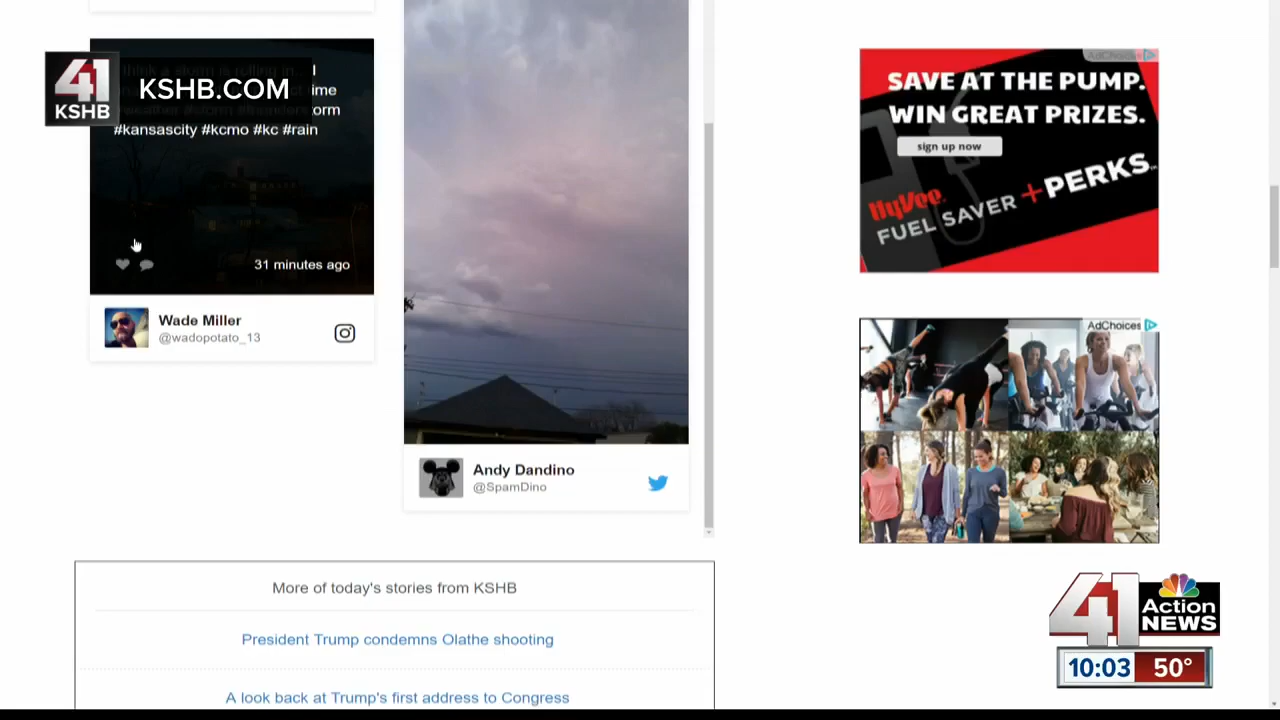 41
KSHB
KSHB.COM
#kansascity #kcmo #kc #rain
31 minutes ago
Wade Miller
@wadopotato_13
Andy Dandino
@SpamDino
AdChoices
SAVE AT THE PUMP.
WIN GREAT PRIZES.
sign up now
HyVee
FUEL SAVER + PERKS
AdChoices
More of today's stories from KSHB
President Trump condemns Olathe shooting
A look back at Trump's first address to Congress
41
Action
NEWS
10:03 50°